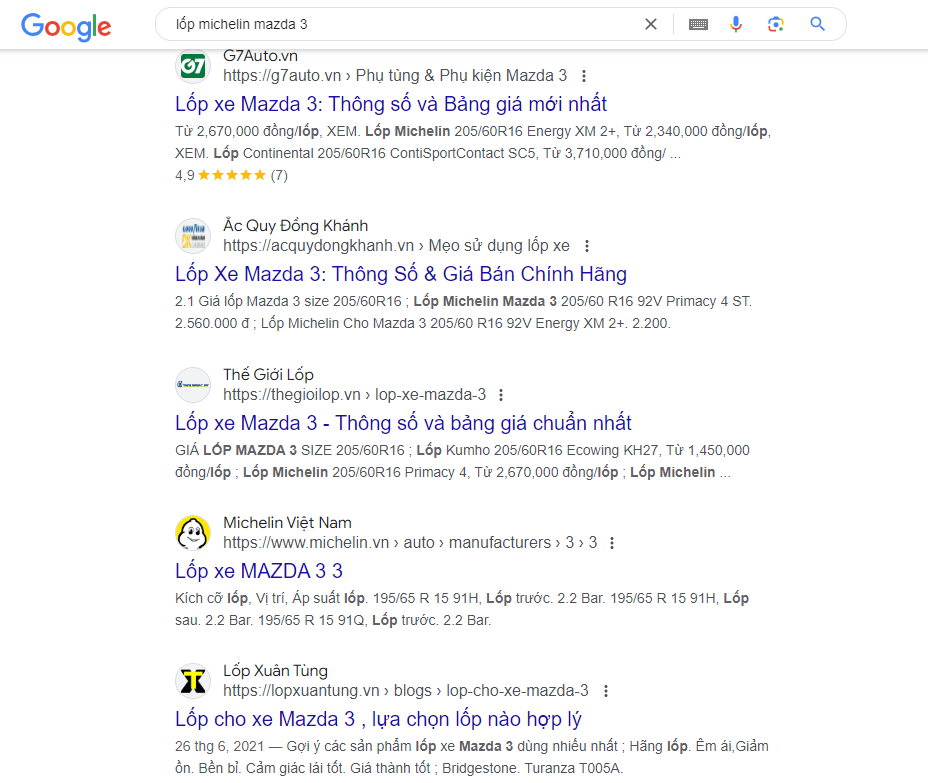 Google
lốp michelin mazda 3
G7
G7Auto.vn
https://g7auto.vn › Phụ tùng & Phụ kiện Mazda 3
Lốp xe Mazda 3: Thông số và Bảng giá mới nhất
Từ 2,670,000 đồng/lốp, XEM. Lốp Michelin 205/60R16 Energy XM 2+, Từ 2,340,000 đồng/lốp,
XEM. Lốp Continental 205/60R16 ContiSportContact SC5, Từ 3,710,000 đồng/ ...
4,9 ★★★★★ (7)
Ắc Quy Đồng Khánh
https://acquydongkhanh.vn › Mẹo sử dụng lốp xe
Lốp Xe Mazda 3: Thông Số & Giá Bán Chính Hãng
2.1 Giá lốp Mazda 3 size 205/60R16 ; Lốp Michelin Mazda 3 205/60 R16 92V Primacy 4 ST.
2.560.000 đ ; Lốp Michelin Cho Mazda 3 205/60 R16 92V Energy XM 2+. 2.200.
Thế Giới Lốp
https://thegioilop.vn › lop-xe-mazda-3
Lốp xe Mazda 3 - Thông số và bảng giá chuẩn nhất
GIÁ LỐP MAZDA 3 SIZE 205/60R16 ; Lốp Kumho 205/60R16 Ecowing KH27, Từ 1,450,000
đồng/lốp ; Lốp Michelin 205/60R16 Primacy 4, Từ 2,670,000 đồng/lốp ; Lốp Michelin ...
Michelin Việt Nam
https://www.michelin.vn › auto › manufacturers › 3 › 3
Lốp xe MAZDA 3 3
Kích cỡ lốp, Vị trí, Áp suất lốp. 195/65 R 15 91H, Lốp trước. 2.2 Bar. 195/65 R 15 91H, Lốp
sau. 2.2 Bar. 195/65 R 15 91Q, Lốp trước. 2.2 Bar.
Lốp Xuân Tùng
https://lopxuantung.vn › blogs › lop-cho-xe-mazda-3
Lốp cho xe Mazda 3 , lựa chọn lốp nào hợp lý
26 thg 6, 2021 — Gợi ý các sản phẩm lốp xe Mazda 3 dùng nhiều nhất ; Hãng lốp. Êm ái,Giảm
ồn. Bền bỉ. Cảm giác lái tốt. Giá thành tốt ; Bridgestone. Turanza T005A.